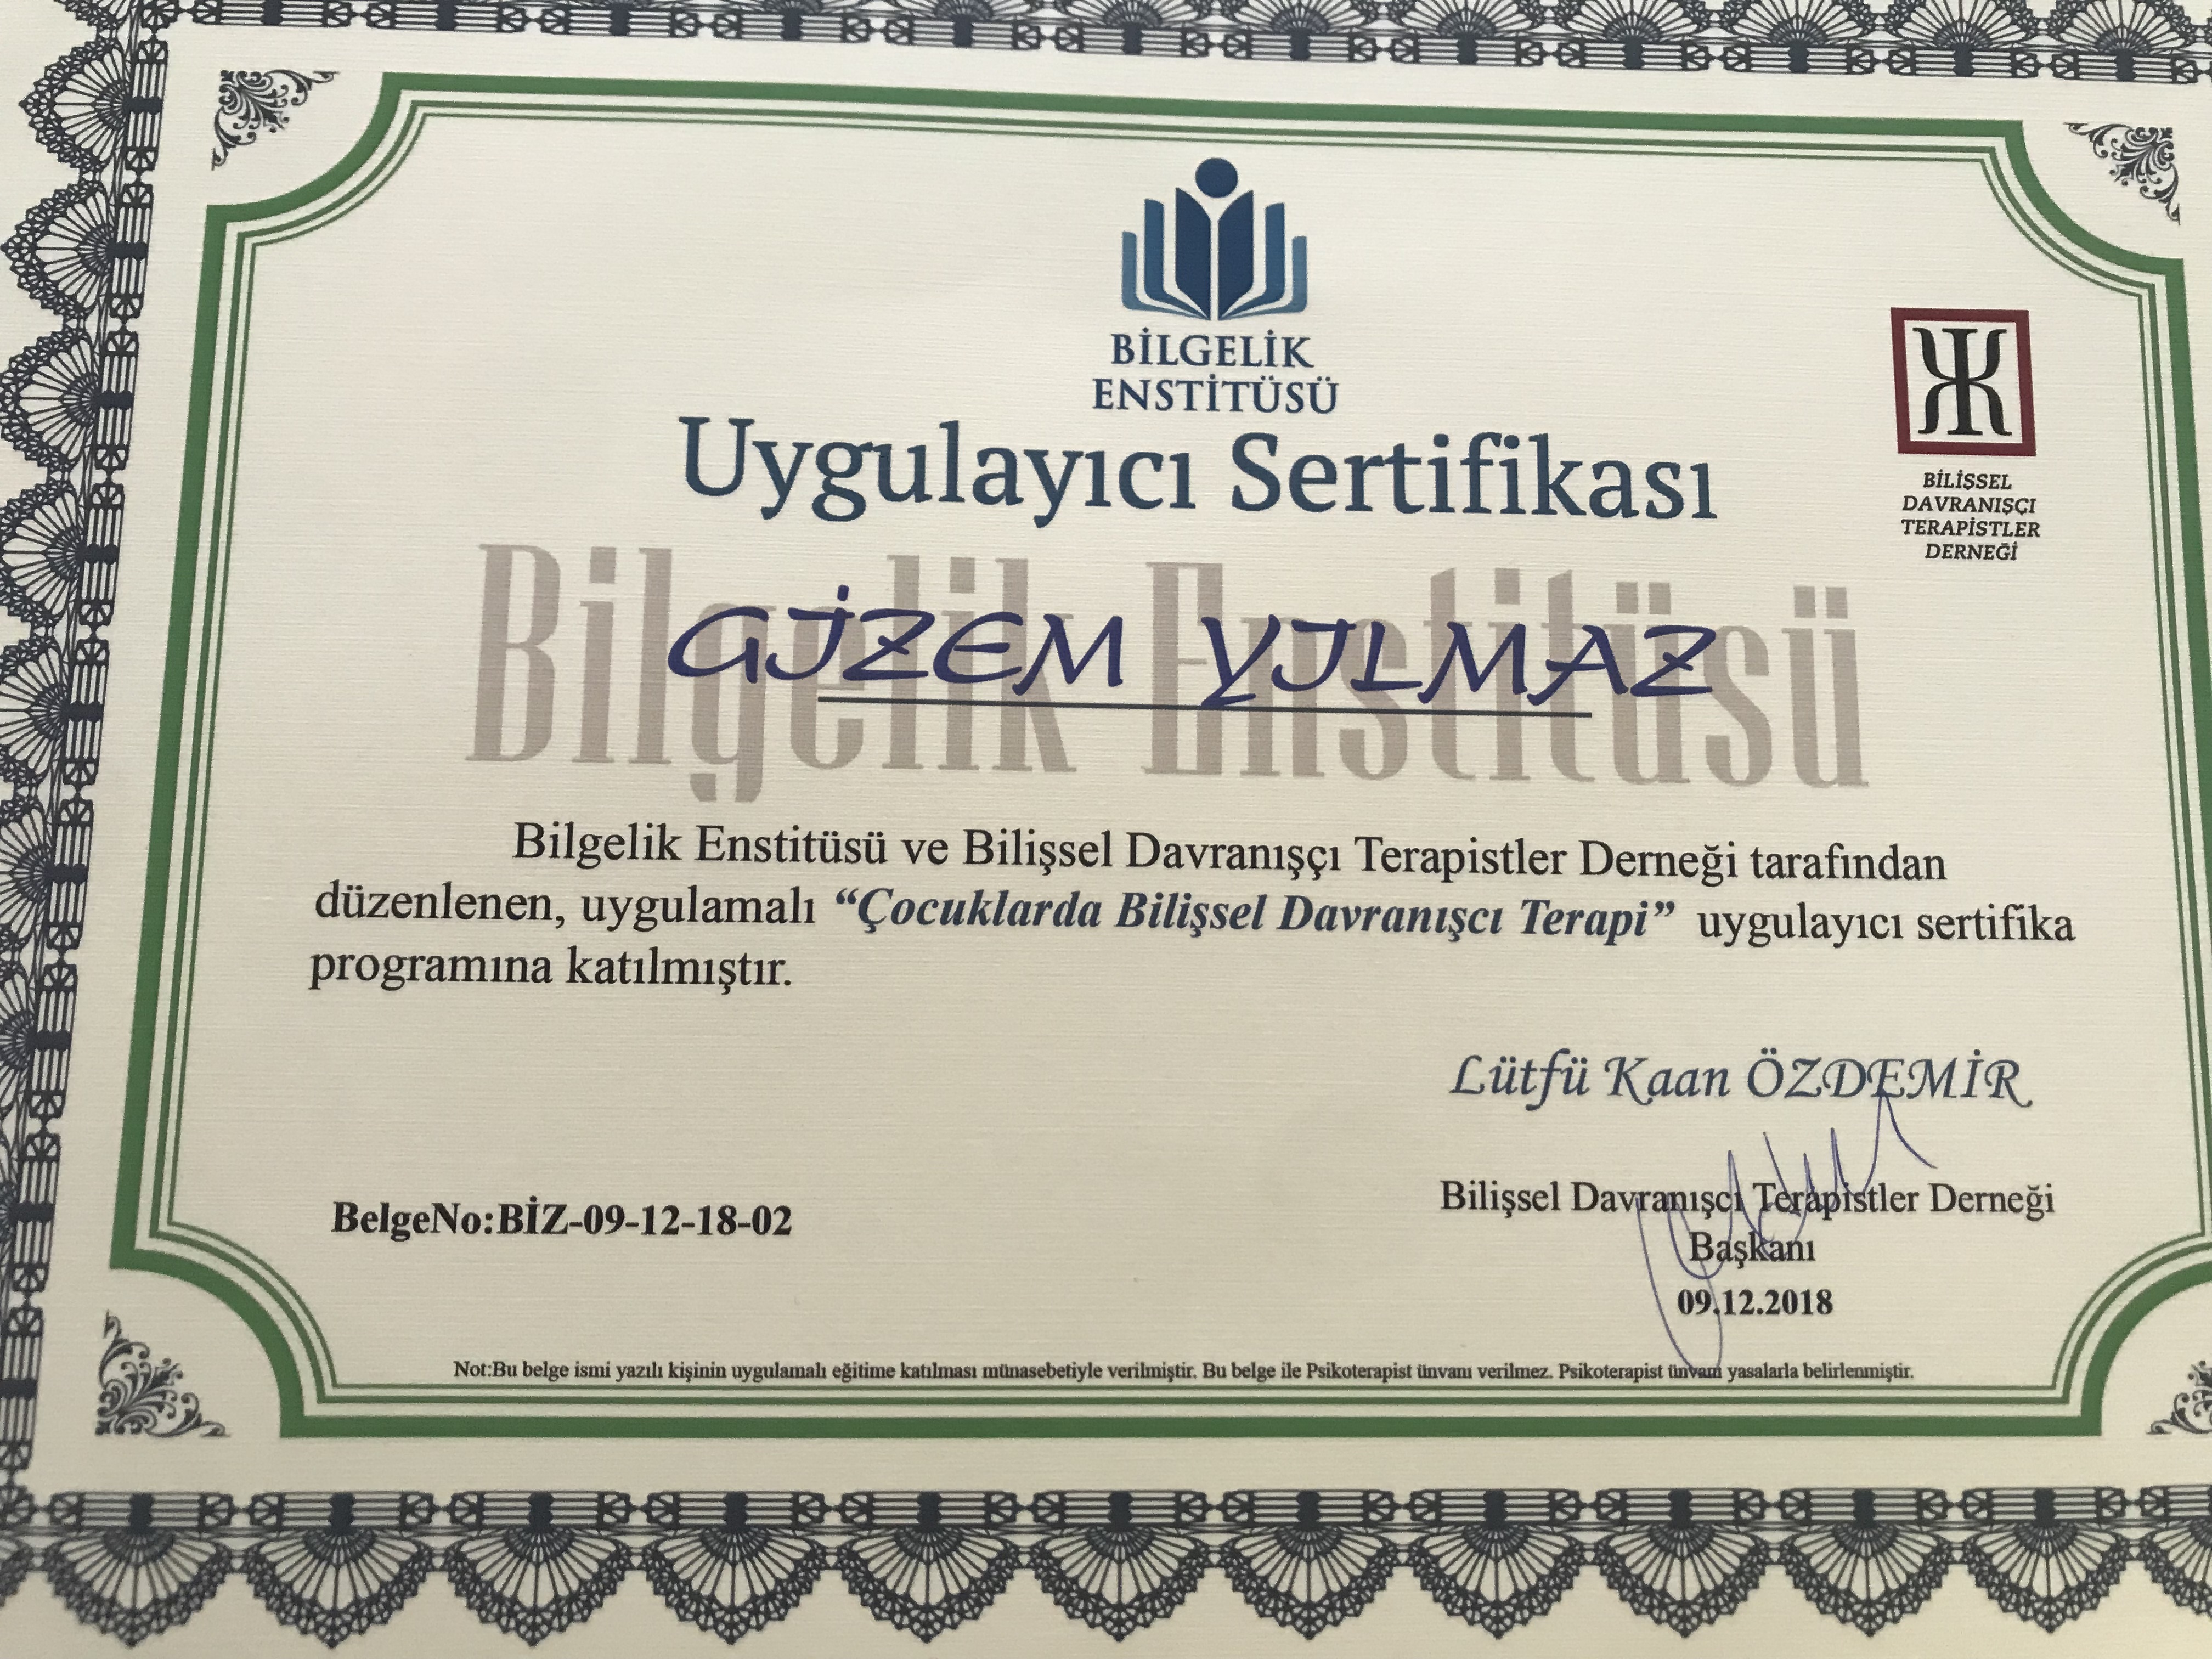 BİLGELİK
ENSTİTÜSÜ
Uygulayıcı Sertifikası
BİLİŞSEL
DAVRANIŞÇI
TERAPİSTLER
DERNEĞİ
Bilgelik Enstitüsü
GİZEM YILMAZ
Bilgelik Enstitüsü ve Bilişsel Davranışçı Terapistler Derneği tarafından
düzenlenen, uygulamalı “Çocuklarda Bilişsel Davranışcı Terapi” uygulayıcı sertifika
programına katılmıştır.
Lütfü Kaan ÖZDEMİR
Bilişsel Davranışcı Terapistler Derneği
Başkanı
09.12.2018
BelgeNo:BİZ-09-12-18-02
Not:Bu belge ismi yazılı kişinin uygulamalı eğitime katılması münasebetiyle verilmiştir. Bu belge ile Psikoterapist ünvanı verilmez. Psikoterapist ünvanı yasalarla belirlenmiştir.